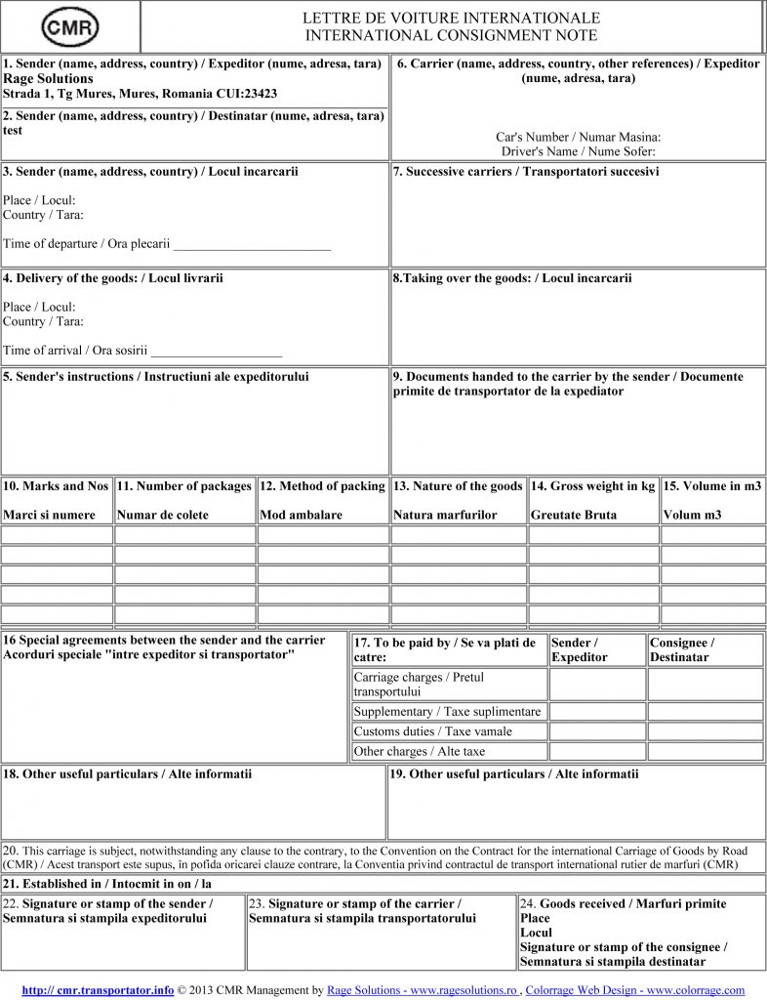 CMR
LETTRE DE VOITURE INTERNATIONALE
INTERNATIONAL CONSIGNMENT NOTE
1. Sender (name, address, country) / Expeditor (nume, adresa, tara)
Rage Solutions
Strada 1, Tg Mures, Mures, Romania CUI:23423
2. Sender (name, address, country) / Destinatar (nume, adresa, tara)
test
6. Carrier (name, address, country, other references) / Expeditor
(nume, adresa, tara)
Car's Number / Numar Masina:
Driver's Name / Nume Sofer:
3. Sender (name, address, country) / Locul incarcarii
Place / Locul:
Country / Tara:
Time of departure / Ora plecarii ________________________
7. Successive carriers / Transportatori succesivi
4. Delivery of the goods: / Locul livrarii
Place / Locul:
Country / Tara:
Time of arrival / Ora sosirii ____________________
8.Taking over the goods: / Locul incarcarii
5. Sender's instructions / Instructiuni ale expeditorului
9. Documents handed to the carrier by the sender / Documente
primite de transportator de la expediator
10. Marks and Nos
Marci si numere
11. Number of packages
Numar de colete
12. Method of packing
Mod ambalare
13. Nature of the goods
Natura marfurilor
14. Gross weight in kg
Greutate Bruta
15. Volume in m3
Volum m3
16 Special agreements between the sender and the carrier
Acorduri speciale "intre expeditor si transportator"
17. To be paid by / Se va plati de
catre:
Sender /
Expeditor
Consignee /
Destinatar
Carriage charges / Pretul
transportului
Supplementary / Taxe suplimentare
Customs duties / Taxe vamale
Other charges / Alte taxe
18. Other useful particulars / Alte informatii
19. Other useful particulars / Alte informatii
20. This carriage is subject, notwithstanding any clause to the contrary, to the Convention on the Contract for the international Carriage of Goods by Road
(CMR) / Acest transport este supus, în pofida oricarei clauze contrare, la Conventia privind contractul de transport international rutier de marfuri (CMR)
21. Established in / Intocmit in on / la
22. Signature or stamp of the sender /
Semnatura si stampila expeditorului
23. Signature or stamp of the carrier /
Semnatura si stampila transportatorului
24. Goods received / Marfuri primite
Place
Locul
Signature or stamp of the consignee /
Semnatura si stampila destinatar
http:// cmr.transportator.info © 2013 CMR Management by Rage Solutions - www.ragesolutions.ro , Colorrage Web Design - www.colorrage.com